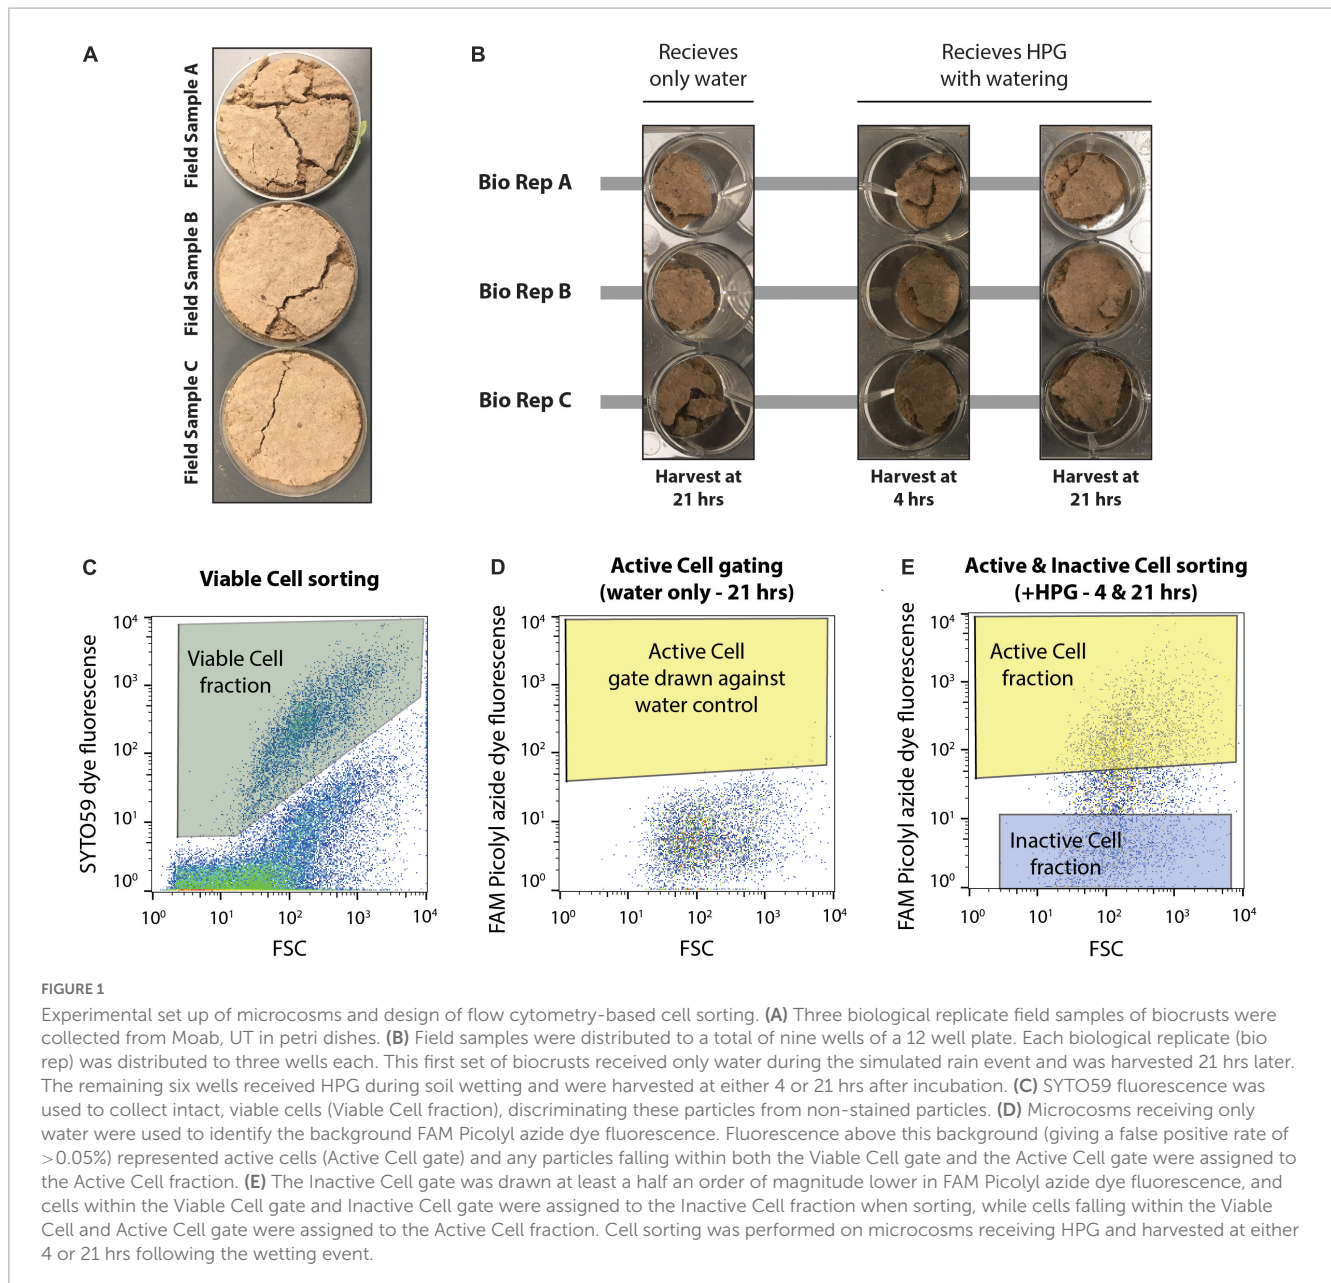 A
Field Sample A
Field Sample B
Field Sample C
B
Recieves
only water
Recieves HPG
with watering
Bio Rep A
Bio Rep B
Bio Rep C
Harvest at
21 hrs
Harvest at
4 hrs
Harvest at
21 hrs
C
Viable Cell sorting
SYTO59 dye fluorescense
10⁴
10³
10²
10¹
10⁰
Viable Cell
fraction
10⁰ 10¹ 10² 10³ 10⁴
FSC
D
Active Cell gating
(water only - 21 hrs)
FAM Picolyl azide dye fluorescense
10⁴
10³
10²
10¹
10⁰
Active Cell
gate drawn against
water control
10⁰ 10¹ 10² 10³ 10⁴
FSC
E
Active & Inactive Cell sorting
(+HPG - 4 & 21 hrs)
FAM Picolyl azide dye fluorescense
10⁴
10³
10²
10¹
10⁰
Active Cell
fraction
Inactive Cell
fraction
10⁰ 10¹ 10² 10³ 10⁴
FSC
FIGURE 1
Experimental set up of microcosms and design of flow cytometry-based cell sorting. (A) Three biological replicate field samples of biocrusts were
collected from Moab, UT in petri dishes. (B) Field samples were distributed to a total of nine wells of a 12 well plate. Each biological replicate (bio
rep) was distributed to three wells each. This first set of biocrusts received only water during the simulated rain event and was harvested 21 hrs later.
The remaining six wells received HPG during soil wetting and were harvested at either 4 or 21 hrs after incubation. (C) SYTO59 fluorescence was
used to collect intact, viable cells (Viable Cell fraction), discriminating these particles from non-stained particles. (D) Microcosms receiving only
water were used to identify the background FAM Picolyl azide dye fluorescence. Fluorescence above this background (giving a false positive rate of
>0.05%) represented active cells (Active Cell gate) and any particles falling within both the Viable Cell gate and the Active Cell gate were assigned to
the Active Cell fraction. (E) The Inactive Cell gate was drawn at least a half an order of magnitude lower in FAM Picolyl azide dye fluorescence, and
cells within the Viable Cell gate and Inactive Cell gate were assigned to the Inactive Cell fraction when sorting, while cells falling within the Viable
Cell and Active Cell gate were assigned to the Active Cell fraction. Cell sorting was performed on microcosms receiving HPG and harvested at either
4 or 21 hrs following the wetting event.